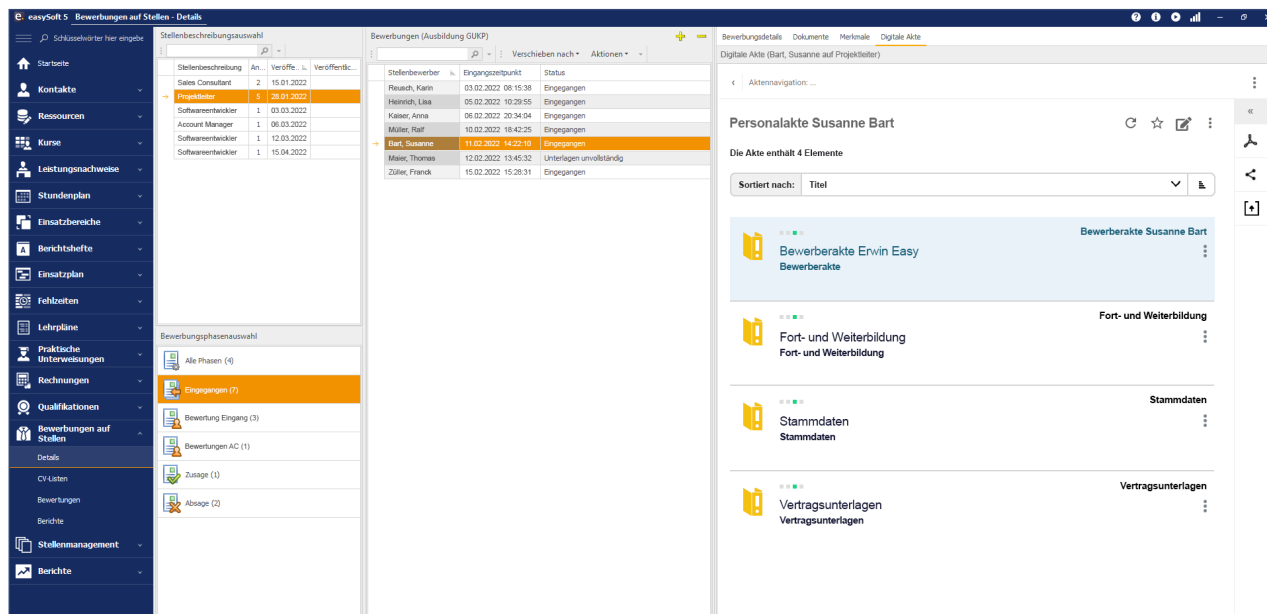 e. easySoft 5 Bewerbungen auf Stellen - Details
Schlüsselwörter hier eingebe
Startseite
Kontakte
Ressourcen
Kurse
Leistungsnachweise
Stundenplan
Einsatzbereiche
Berichtshefte
Einsatzplan
Fehlzeiten
Lehrpläne
Praktische
Unterweisungen
Rechnungen
Qualifikationen
Bewerbungen auf
Stellen
Details
CV-Listen
Bewertungen
Berichte
Stellenmanagement
Berichte
Stellenbeschreibungsauswahl
Stellenbeschreibung An... Veröffe... Veröffentlic...
Sales Consultant 2 15.01.2022
Projektleiter 5 28.01.2022
Softwareentwickler 1 03.03.2022
Account Manager 1 06.03.2022
Softwareentwickler 1 12.03.2022
Softwareentwickler 1 15.04.2022
Bewerbungsphasenauswahl
Alle Phasen (4)
Eingegangen (7)
Bewertung Eingang (3)
Bewertungen AC (1)
Zusage (1)
Absage (2)
Bewerbungen (Ausbildung GUKP)
Verschieben nach Aktionen
Stellenbewerber Eingangszeitpunkt Status
Reusch, Karin 03.02.2022 08:15:38 Eingegangen
Heinrich, Lisa 05.02.2022 10:29:55 Eingegangen
Kaiser, Anna 06.02.2022 20:34:04 Eingegangen
Müller, Ralf 10.02.2022 18:42:25 Eingegangen
Bart, Susanne 11.02.2022 14:22:10 Eingegangen
Maier, Thomas 12.02.2022 13:45:32 Unterlagen unvollständig
Züller, Franck 15.02.2022 15:28:31 Eingegangen
Bewerbungsdetails Dokumente Merkmale Digitale Akte
Digitale Akte (Bart, Susanne auf Projektleiter)
Aktennavigation: ...
Personalakte Susanne Bart
Die Akte enthält 4 Elemente
Sortiert nach: Titel
Bewerberakte Susanne Bart
Bewerberakte Erwin Easy
Bewerberakte
Fort- und Weiterbildung
Fort- und Weiterbildung
Fort- und Weiterbildung
Stammdaten
Stammdaten
Stammdaten
Vertragsunterlagen
Vertragsunterlagen
Vertragsunterlagen